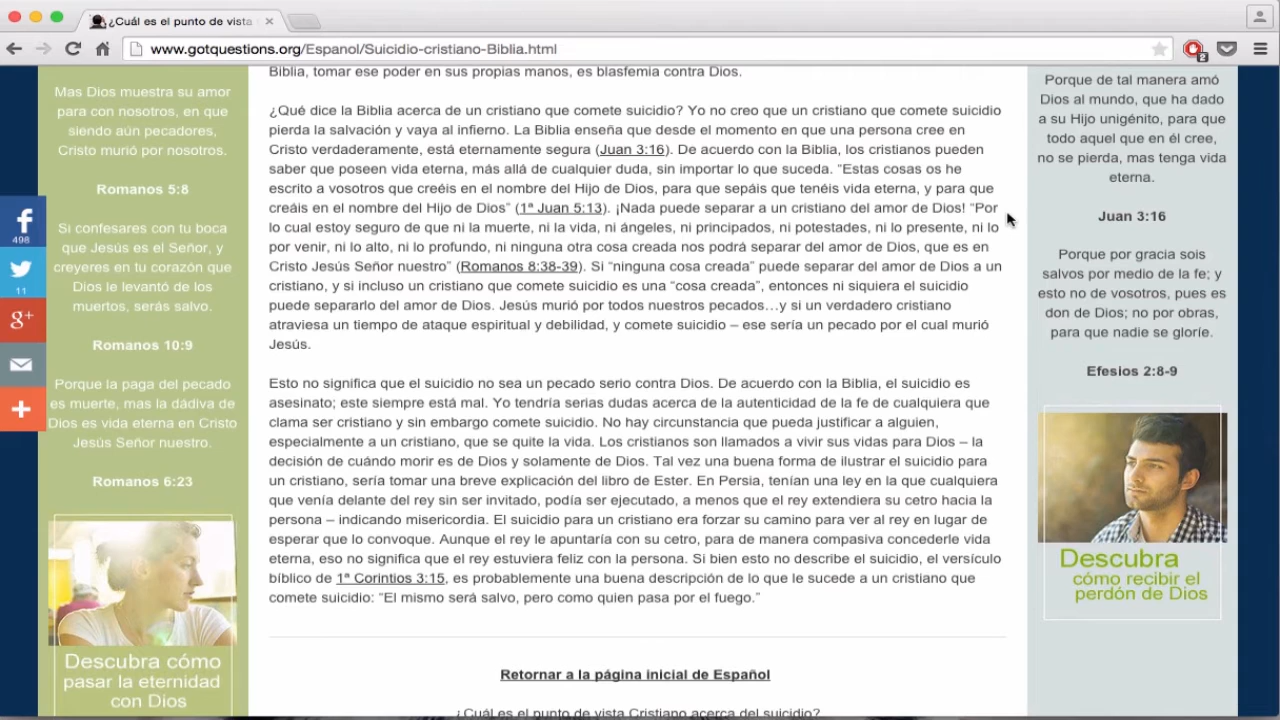 ¿Cuál es el punto de vista
www.gotquestions.org/Espanol/Suicidio-cristiano-Biblia.html
2
Mas Dios muestra su amor
para con nosotros, en que
siendo aún pecadores,
Cristo murió por nosotros.
Romanos 5:8
Si confesares con tu boca
que Jesús es el Señor, y
creyeres en tu corazón que
Dios le levantó de los
muertos, serás salvo.
Romanos 10:9
Porque la paga del pecado
es muerte, mas la dádiva de
Dios es vida eterna en Cristo
Jesús Señor nuestro.
Romanos 6:23
Descubra cómo
pasar la eternidad
con Dios
f
498
11
g+
Biblia, tomar ese poder en sus propias manos, es blasfemia contra Dios.
¿Qué dice la Biblia acerca de un cristiano que comete suicidio? Yo no creo que un cristiano que comete suicidio
pierda la salvación y vaya al infierno. La Biblia enseña que desde el momento en que una persona cree en
Cristo verdaderamente, está eternamente segura (Juan 3:16). De acuerdo con la Biblia, los cristianos pueden
saber que poseen vida eterna, más allá de cualquier duda, sin importar lo que suceda. “Estas cosas os he
escrito a vosotros que creéis en el nombre del Hijo de Dios, para que sepáis que tenéis vida eterna, y para que
creáis en el nombre del Hijo de Dios” (1ª Juan 5:13). ¡Nada puede separar a un cristiano del amor de Dios! “Por
lo cual estoy seguro de que ni la muerte, ni la vida, ni ángeles, ni principados, ni potestades, ni lo presente, ni lo
por venir, ni lo alto, ni lo profundo, ni ninguna otra cosa creada nos podrá separar del amor de Dios, que es en
Cristo Jesús Señor nuestro” (Romanos 8:38-39). Si “ninguna cosa creada” puede separar del amor de Dios a un
cristiano, y si incluso un cristiano que comete suicidio es una “cosa creada”, entonces ni siquiera el suicidio
puede separarlo del amor de Dios. Jesús murió por todos nuestros pecados…y si un verdadero cristiano
atraviesa un tiempo de ataque espiritual y debilidad, y comete suicidio – ese sería un pecado por el cual murió
Jesús.
Esto no significa que el suicidio no sea un pecado serio contra Dios. De acuerdo con la Biblia, el suicidio es
asesinato; este siempre está mal. Yo tendría serias dudas acerca de la autenticidad de la fe de cualquiera que
clama ser cristiano y sin embargo comete suicidio. No hay circunstancia que pueda justificar a alguien,
especialmente a un cristiano, que se quite la vida. Los cristianos son llamados a vivir sus vidas para Dios – la
decisión de cuándo morir es de Dios y solamente de Dios. Tal vez una buena forma de ilustrar el suicidio para
un cristiano, sería tomar una breve explicación del libro de Ester. En Persia, tenían una ley en la que cualquiera
que venía delante del rey sin ser invitado, podía ser ejecutado, a menos que el rey extendiera su cetro hacia la
persona – indicando misericordia. El suicidio para un cristiano era forzar su camino para ver al rey en lugar de
esperar que lo convoque. Aunque el rey le apuntaría con su cetro, para de manera compasiva concederle vida
eterna, eso no significa que el rey estuviera feliz con la persona. Si bien esto no describe el suicidio, el versículo
bíblico de 1ª Corintios 3:15, es probablemente una buena descripción de lo que le sucede a un cristiano que
comete suicidio: “El mismo será salvo, pero como quien pasa por el fuego.”
Retornar a la página inicial de Español
¿Cuál es el punto de vista Cristiano acerca del suicidio?
Porque de tal manera amó
Dios al mundo, que ha dado
a su Hijo unigénito, para que
todo aquel que en él cree,
no se pierda, mas tenga vida
eterna.
Juan 3:16
Porque por gracia sois
salvos por medio de la fe; y
esto no de vosotros, pues es
don de Dios; no por obras,
para que nadie se gloríe.
Efesios 2:8-9
Descubra
cómo recibir el
perdón de Dios